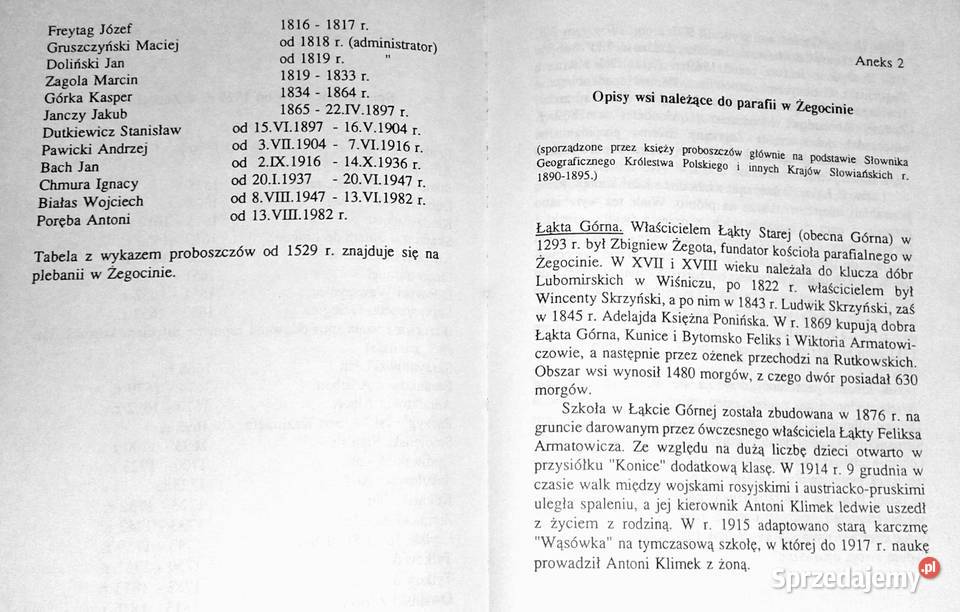 Freytag Józef 1816 - 1817 r.
Gruszczyński Maciej od 1818 r. (administrator)
Doliński Jan od 1819 r. "
Zagola Marcin 1819 - 1833 r.
Górka Kasper 1834 - 1864 r.
Janczy Jakub 1865 - 22.IV.1897 r.
Dutkiewicz Stanisław od 15.VI.1897 - 16.V.1904 r.
Pawicki Andrzej od 3.VII.1904 - 7.VI.1916 r.
Bach Jan od 2.IX.1916 - 14.X.1936 r.
Chmura Ignacy od 20.I.1937 - 20.VI.1947 r.
Białas Wojciech od 8.VIII.1947 - 13.VI.1982 r.
Poręba Antoni od 13.VIII.1982 r.
Tabela z wykazem proboszczów od 1529 r. znajduje się na
plebanii w Żegocinie.
Aneks 2
Opisy wsi należące do parafii w Żegocinie
(sporządzone przez księży proboszczów głównie na podstawie Słownika
Geograficznego Królestwa Polskiego i innych Krajów Słowiańskich r.
1890-1895.)
Łąkta Górna. Właścicielem Łąkty Starej (obecna Górna) w
1293 r. był Zbigniew Żegota, fundator kościoła parafialnego w
Żegocinie. W XVII i XVIII wieku należała do klucza dóbr
Lubomirskich w Wiśniczu, po 1822 r. właścicielem był
Wincenty Skrzyński, a po nim w 1843 r. Ludwik Skrzyński, zaś
w 1845 r. Adelajda Księżna Ponińska. W r. 1869 kupują dobra
Łąkta Górna, Kunice i Bytomsko Feliks i Wiktoria Armatowi-
czowie, a następnie przez ożenek przechodzi na Rutkowskich.
Obszar wsi wynosił 1480 morgów, z czego dwór posiadał 630
morgów.
Szkoła w Łąkcie Górnej została zbudowana w 1876 r. na
gruncie darowanym przez ówczesnego właściciela Łąkty Feliksa
Armatowicza. Ze względu na dużą liczbę dzieci otwarto w
przysiółku "Konice" dodatkową klasę. W 1914 r. 9 grudnia w
czasie walk między wojskami rosyjskimi i austriacko-pruskimi
uległa spaleniu, a jej kierownik Antoni Klimek ledwie uszedł
z życiem z rodziną. W r. 1915 adaptowano starą karczmę
"Wąsówka" na tymczasową szkołę, w której do 1917 r. naukę
prowadził Antoni Klimek z żoną.
Sprzedajemy.pl